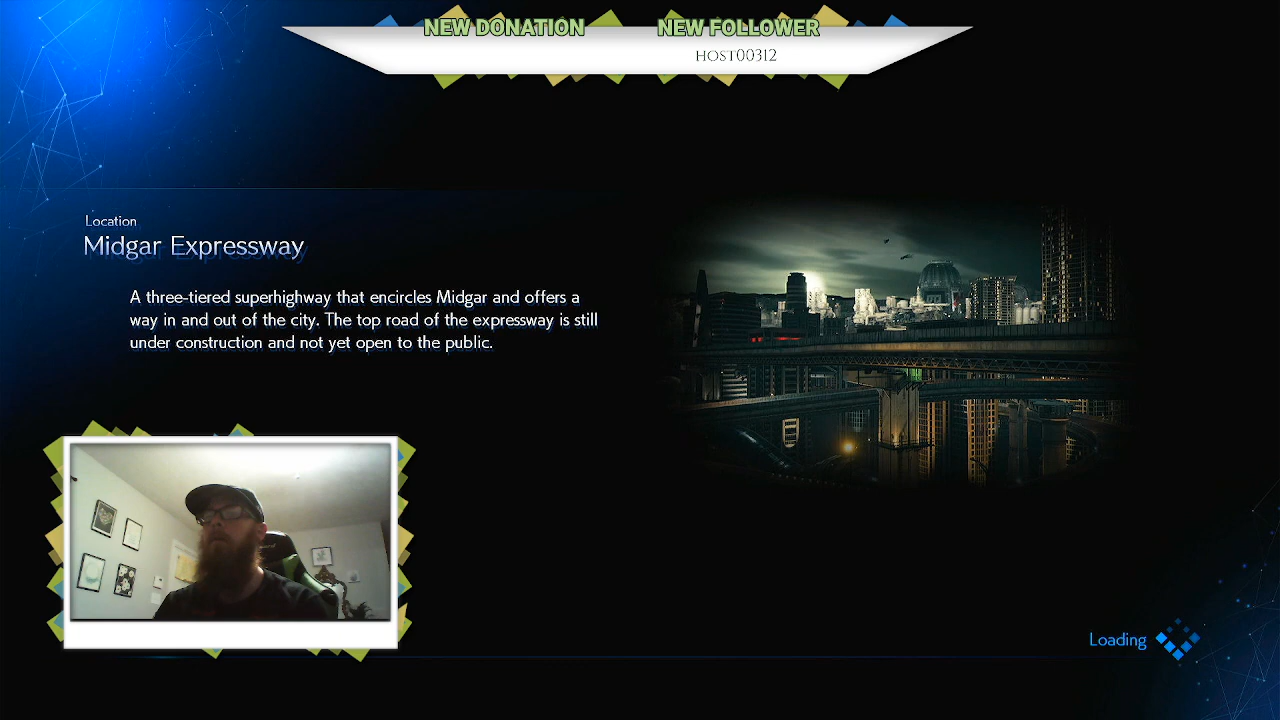 NEW DONATION NEW FOLLOWER
HOST00312
Location
Midgar Expressway
A three-tiered superhighway that encircles Midgar and offers a
way in and out of the city. The top road of the expressway is still
under construction and not yet open to the public.
Loading